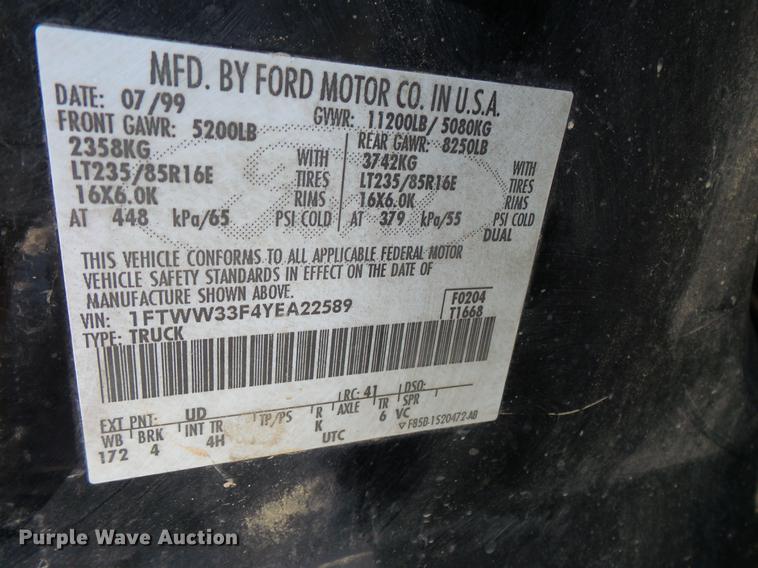 MFD. BY FORD MOTOR CO. IN U.S.A.
DATE: 07/99 GVWR: 11200LB/ 5080KG
FRONT GAWR: 5200LB REAR GAWR: 8250LB
2358KG WITH 3742KG WITH
LT235/85R16E TIRES LT235/85R16E TIRES
16X6.0K RIMS 16X6.0K RIMS
AT 448 kPa/65 PSI COLD AT 379 kPa/55 PSI COLD
DUAL
THIS VEHICLE CONFORMS TO ALL APPLICABLE FEDERAL MOTOR
VEHICLE SAFETY STANDARDS IN EFFECT ON THE DATE OF
MANUFACTURE SHOWN ABOVE.
VIN: 1FTWW33F4YEA22589 F0204
TYPE: TRUCK T1668
EXT PNT: UD RC: 41 DSO:
WB BRK INT TR TP/PS R AXLE TR SPR
172 4 4H K 6 VC
UTC ▽ F85B-1520472-AB
Purple Wave Auction